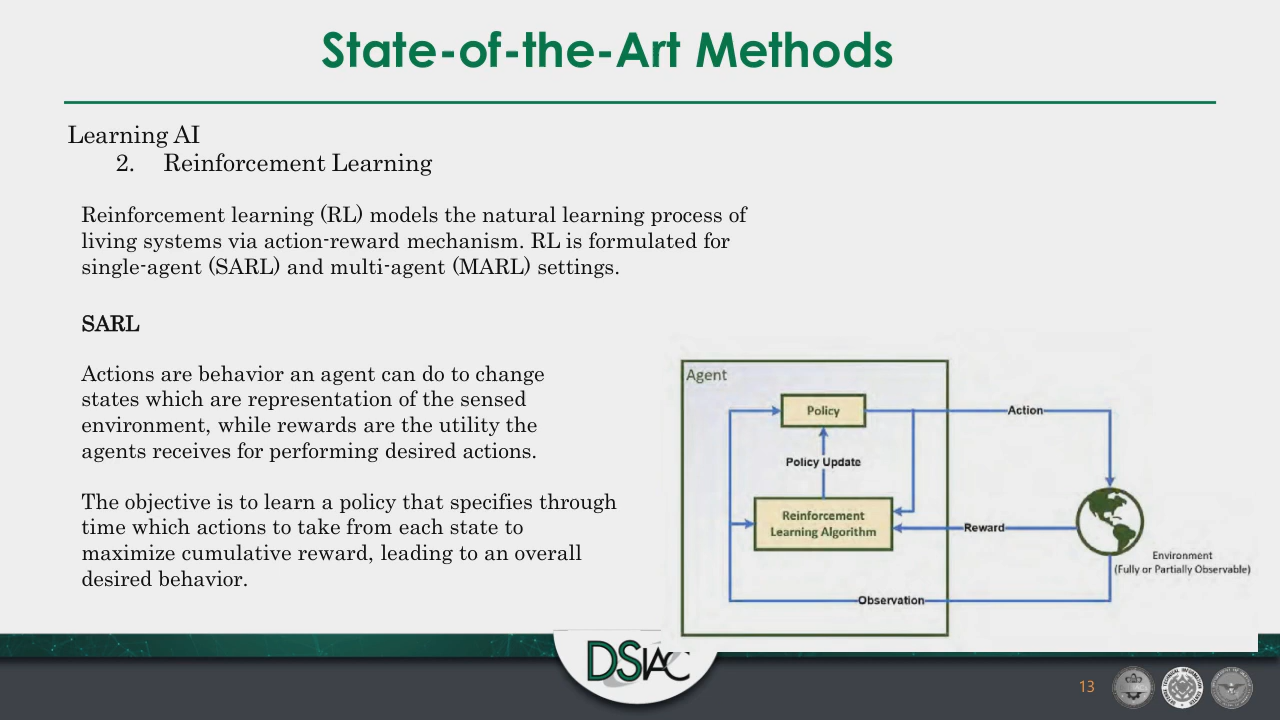 State-of-the-Art Methods
Learning AI
2. Reinforcement Learning
Reinforcement learning (RL) models the natural learning process of
living systems via action-reward mechanism. RL is formulated for
single-agent (SARL) and multi-agent (MARL) settings.
SARL
Actions are behavior an agent can do to change
states which are representation of the sensed
environment, while rewards are the utility the
agents receives for performing desired actions.
The objective is to learn a policy that specifies through
time which actions to take from each state to
maximize cumulative reward, leading to an overall
desired behavior.
Agent
Policy
Action
Policy Update
Reinforcement
Learning Algorithm
Reward
Environment
(Fully or Partially Observable)
Observation
DSIAC
13